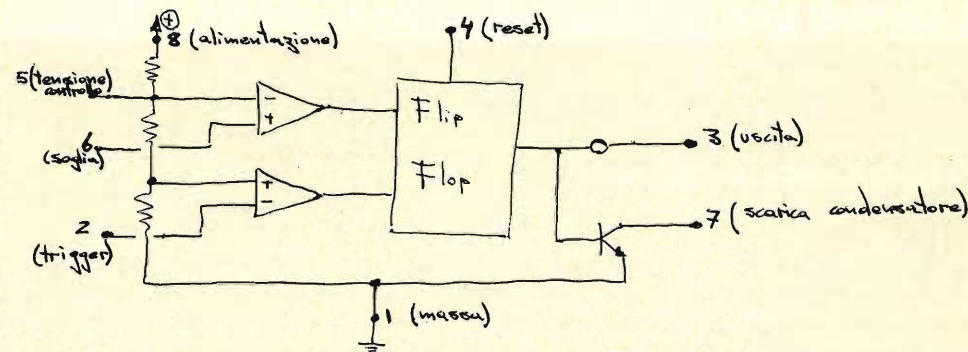 +
8 (alimentazione)
4 (reset)
5 (tensione
controllo
-
+
6
(soglia)
+
-
2
(trigger)
Flip
Flop
3 (uscita)
7 (scarica condensatore)
1 (massa)